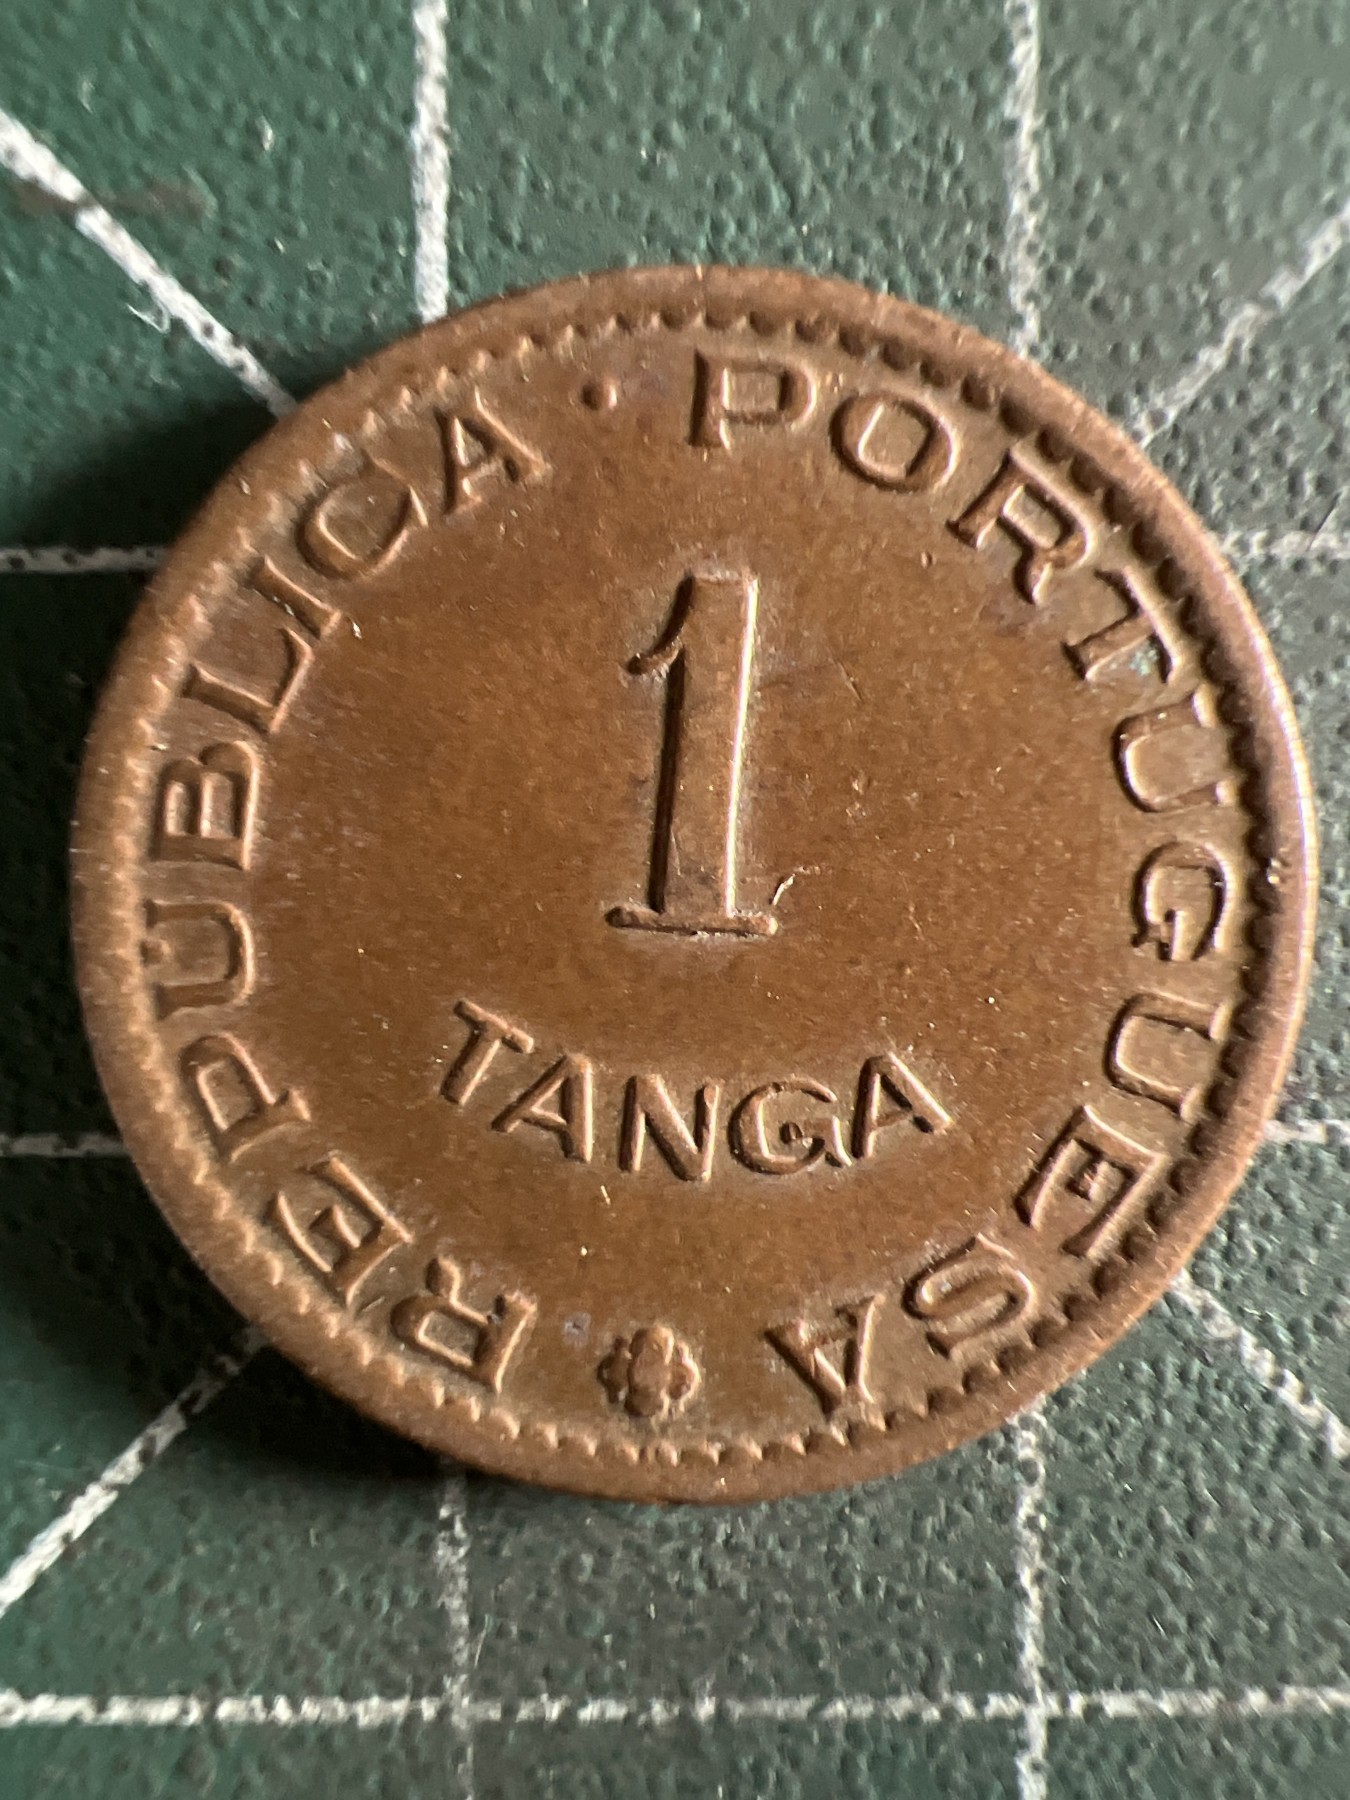 REPÚBLICA · PORTUGUESA
1
TANGA